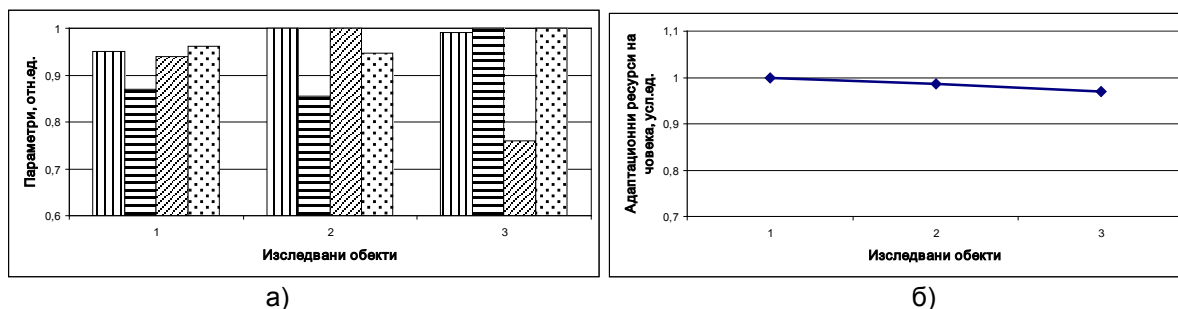 Параметри, отн.ед.
1
0,9
0,8
0,7
0,6
1
2
3
Изследвани обекти
а)
Адаптационни ресурси на
човека, усл.ед.
1,1
1
0,9
0,8
0,7
1
2
3
Изследвани обекти
б)